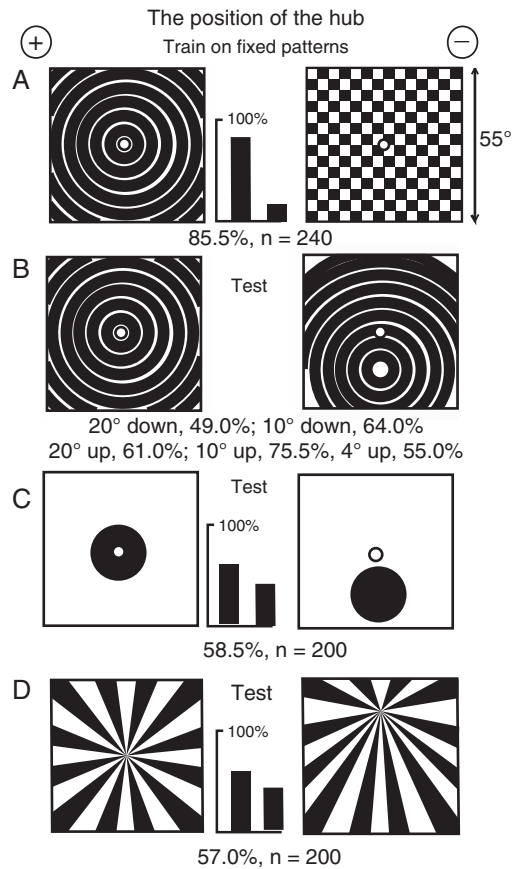 The position of the hub
+ Train on fixed patterns −
A
100%
55°
85.5%, n = 240
B
Test
20° down, 49.0%; 10° down, 64.0%
20° up, 61.0%; 10° up, 75.5%, 4° up, 55.0%
C
Test
100%
58.5%, n = 200
D
Test
100%
57.0%, n = 200